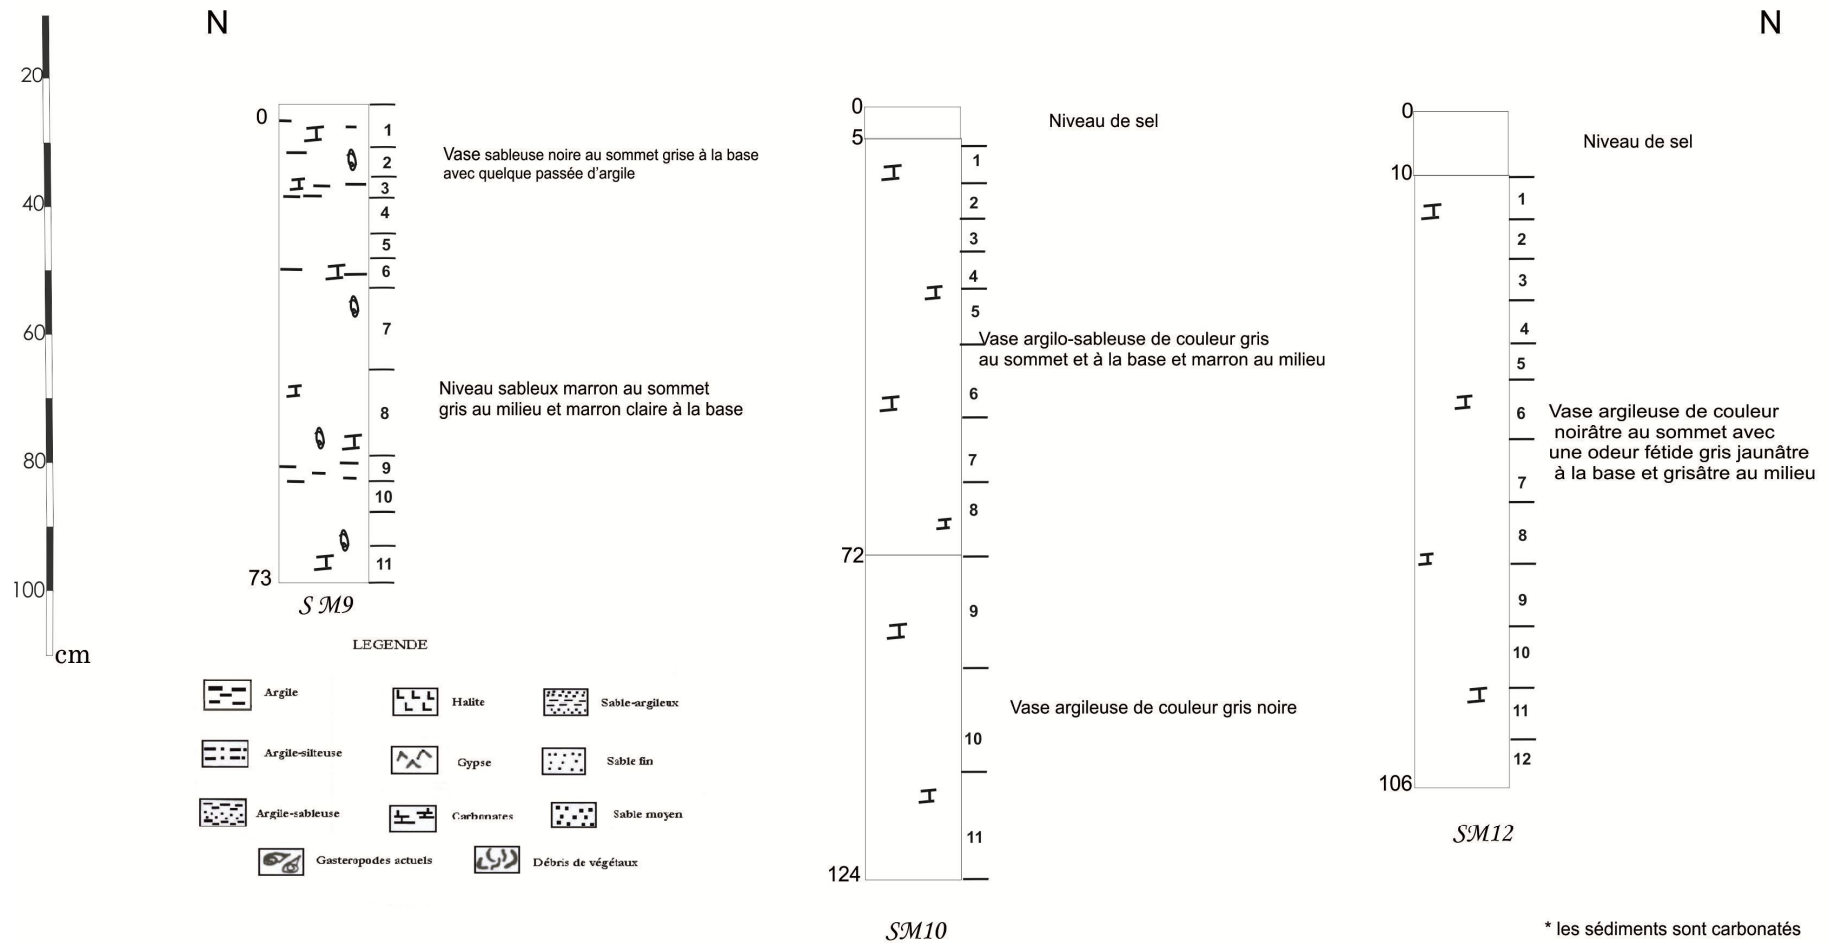 N
N
20
40
60
80
100
cm
0
1
2
3
4
5
6
7
8
9
10
11
73
S M9
Vase sableuse noire au sommet grise à la base
avec quelque passée d'argile
Niveau sableux marron au sommet
gris au milieu et marron claire à la base
LEGENDE
Argile
Halite
Sable-argileux
Argile-silteuse
Gypse
Sable fin
Argile-sableuse
Carbonates
Sable moyen
Gasteropodes actuels
Débris de végétaux
0
5
72
124
1
2
3
4
5
6
7
8
9
10
11
SM10
Niveau de sel
Vase argilo-sableuse de couleur gris
au sommet et à la base et marron au milieu
Vase argileuse de couleur gris noire
0
10
106
1
2
3
4
5
6
7
8
9
10
11
12
SM12
Niveau de sel
Vase argileuse de couleur
noirâtre au sommet avec
une odeur fétide gris jaunâtre
à la base et grisâtre au milieu
* les sédiments sont carbonatés